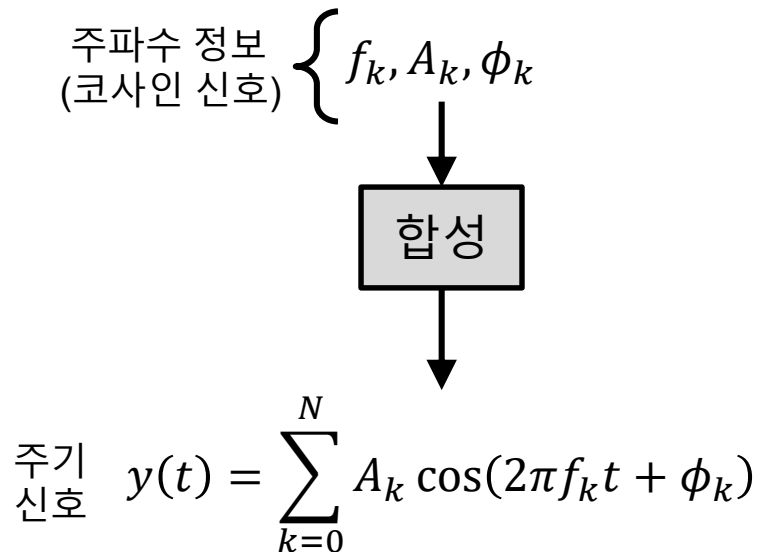 주파수 정보
(코사인 신호)
f_k, A_k, ϕ_k
합성
주기
신호
y(t) = \sum_{k=0}^{N} A_k cos(2πf_k t + ϕ_k)